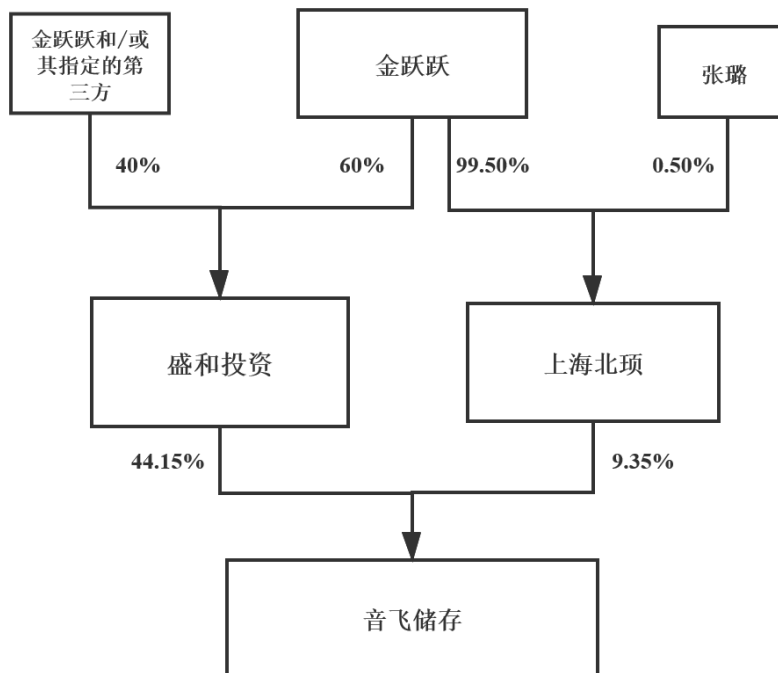 金跃跃和/或
其指定的第
三方
金跃跃
张璐
40%
60%
99.50%
0.50%
盛和投资
上海北顼
44.15%
9.35%
音飞储存